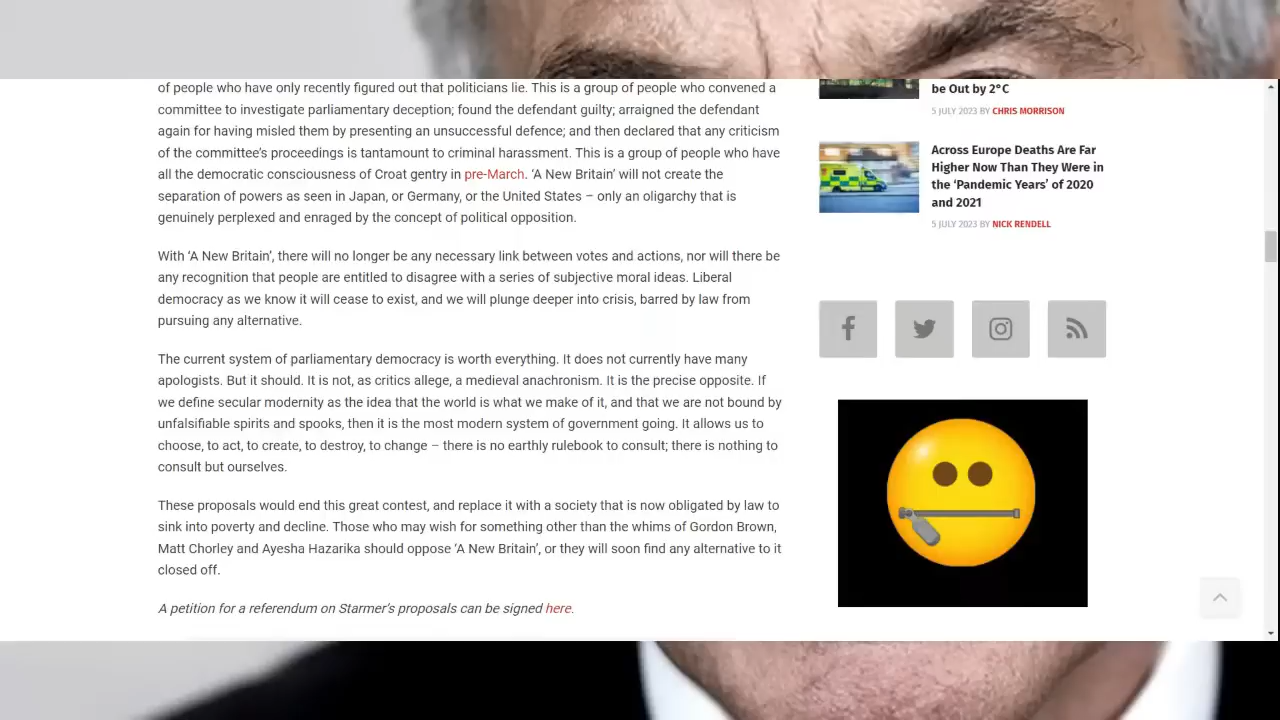 of people who have only recently figured out that politicians lie. This is a group of people who convened a
committee to investigate parliamentary deception; found the defendant guilty; arraigned the defendant
again for having misled them by presenting an unsuccessful defence; and then declared that any criticism
of the committee's proceedings is tantamount to criminal harassment. This is a group of people who have
all the democratic consciousness of Croat gentry in pre-March. ‘A New Britain’ will not create the
separation of powers as seen in Japan, or Germany, or the United States – only an oligarchy that is
genuinely perplexed and enraged by the concept of political opposition.
With ‘A New Britain’, there will no longer be any necessary link between votes and actions, nor will there be
any recognition that people are entitled to disagree with a series of subjective moral ideas. Liberal
democracy as we know it will cease to exist, and we will plunge deeper into crisis, barred by law from
pursuing any alternative.
The current system of parliamentary democracy is worth everything. It does not currently have many
apologists. But it should. It is not, as critics allege, a medieval anachronism. It is the precise opposite. If
we define secular modernity as the idea that the world is what we make of it, and that we are not bound by
unfalsifiable spirits and spooks, then it is the most modern system of government going. It allows us to
choose, to act, to create, to destroy, to change – there is no earthly rulebook to consult; there is nothing to
consult but ourselves.
These proposals would end this great contest, and replace it with a society that is now obligated by law to
sink into poverty and decline. Those who may wish for something other than the whims of Gordon Brown,
Matt Chorley and Ayesha Hazarika should oppose ‘A New Britain’, or they will soon find any alternative to it
closed off.
A petition for a referendum on Starmer’s proposals can be signed here.
be Out by 2°C
5 JULY 2023 BY CHRIS MORRISON
Across Europe Deaths Are Far
Higher Now Than They Were in
the ‘Pandemic Years’ of 2020
and 2021
5 JULY 2023 BY NICK RENDELL